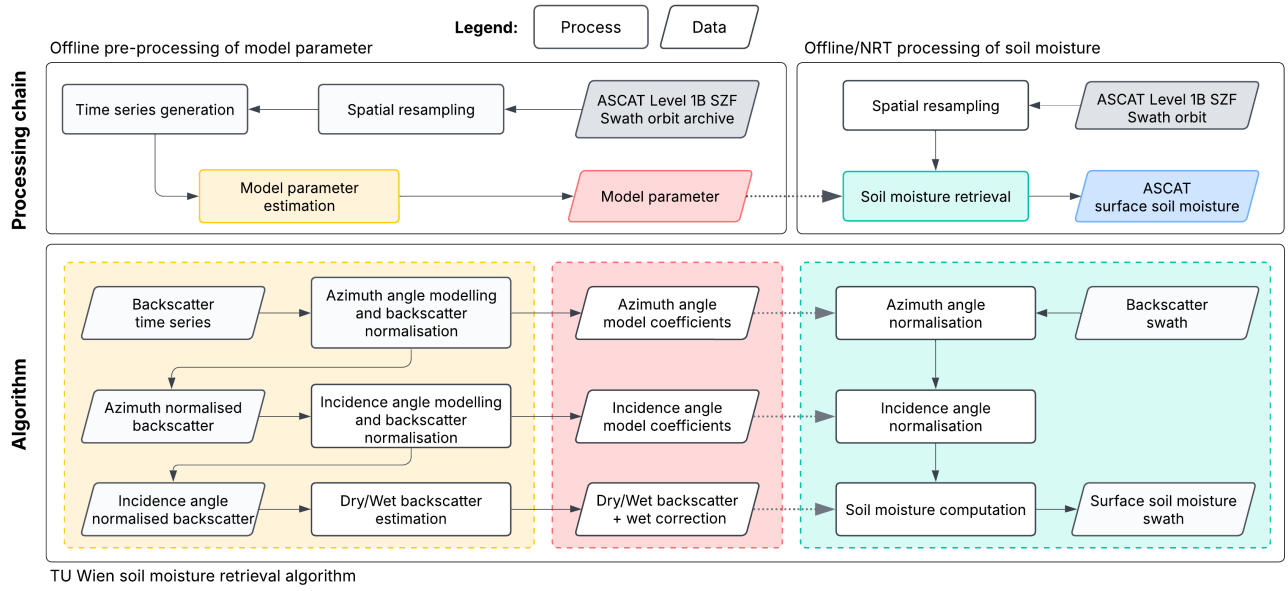 Legend:
Process
Data
Offline pre-processing of model parameter
Offline/NRT processing of soil moisture
Processing chain
Time series generation
Spatial resampling
ASCAT Level 1B SZF
Swath orbit archive
Spatial resampling
ASCAT Level 1B SZF
Swath orbit
Model parameter
estimation
Model parameter
Soil moisture retrieval
ASCAT
surface soil moisture
Algorithm
Backscatter
time series
Azimuth angle modelling
and backscatter
normalisation
Azimuth angle
model coefficients
Azimuth angle
normalisation
Backscatter
swath
Azimuth normalised
backscatter
Incidence angle modelling
and backscatter
normalisation
Incidence angle
model coefficients
Incidence angle
normalisation
Incidence angle
normalised backscatter
Dry/Wet backscatter
estimation
Dry/Wet backscatter
+ wet correction
Soil moisture computation
Surface soil moisture
swath
TU Wien soil moisture retrieval algorithm